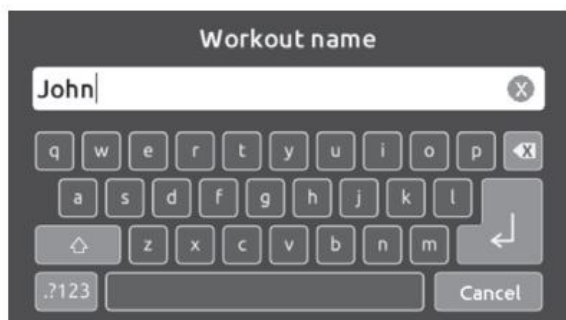 Workout name
John
X
q w e r t y u i o p X
a s d f g h j k l
z x c v b n m
.?123 Cancel